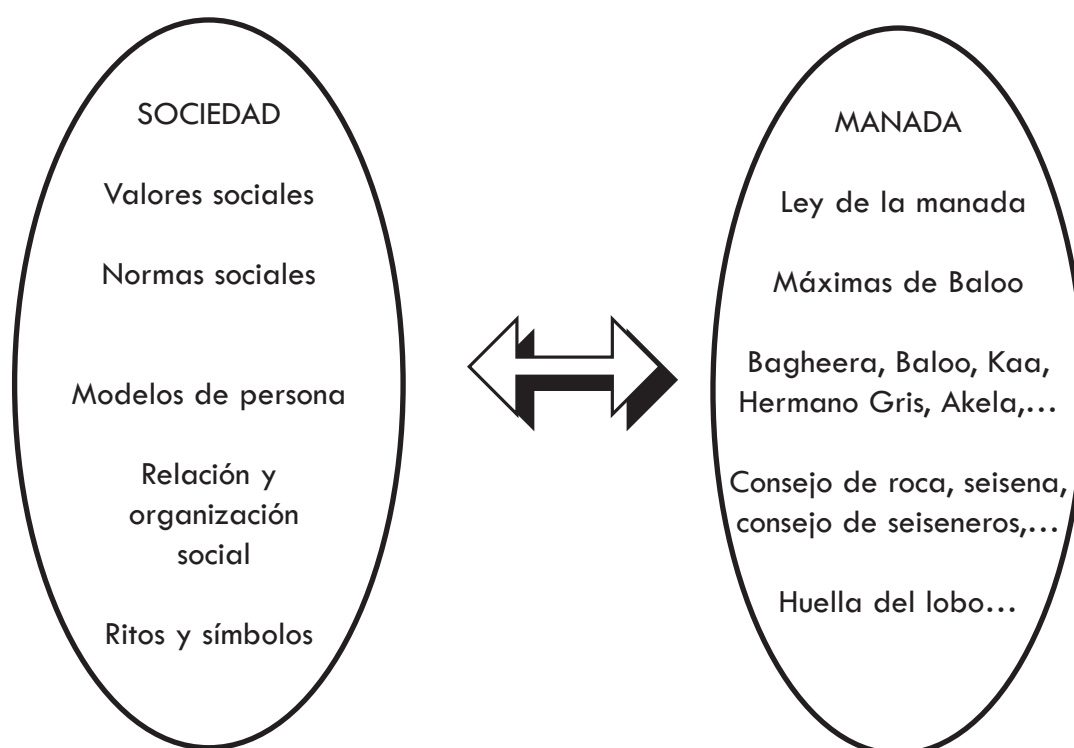 SOCIEDAD
Valores sociales
Normas sociales
Modelos de persona
Relación y
organización
social
Ritos y símbolos
MANADA
Ley de la manada
Máximas de Baloo
Bagheera, Baloo, Kaa,
Hermano Gris, Akela,...
Consejo de roca, seisena,
consejo de seiseneros,...
Huella del lobo...